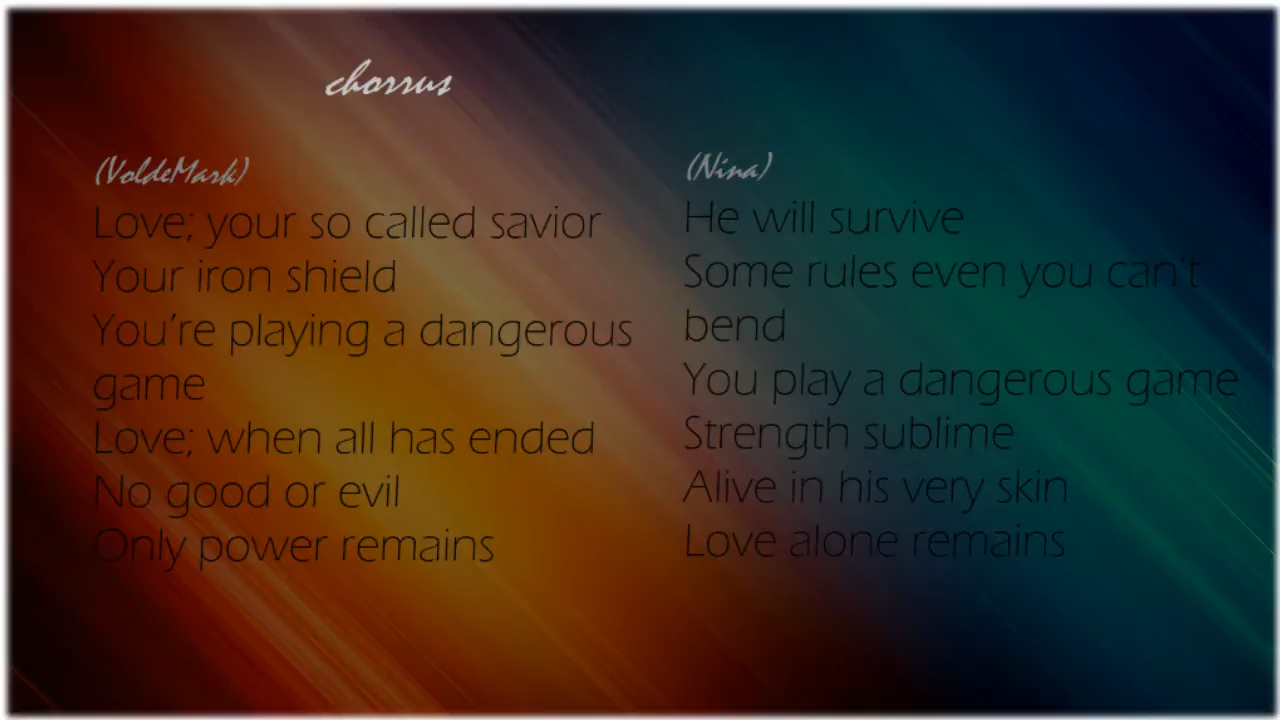 chorrus
(VoldeMark)
Love; your so called savior
Your iron shield
You're playing a dangerous
game
Love; when all has ended
No good or evil
Only power remains
(Nina)
He will survive
Some rules even you can't
bend
You play a dangerous game
Strength sublime
Alive in his very skin
Love alone remains